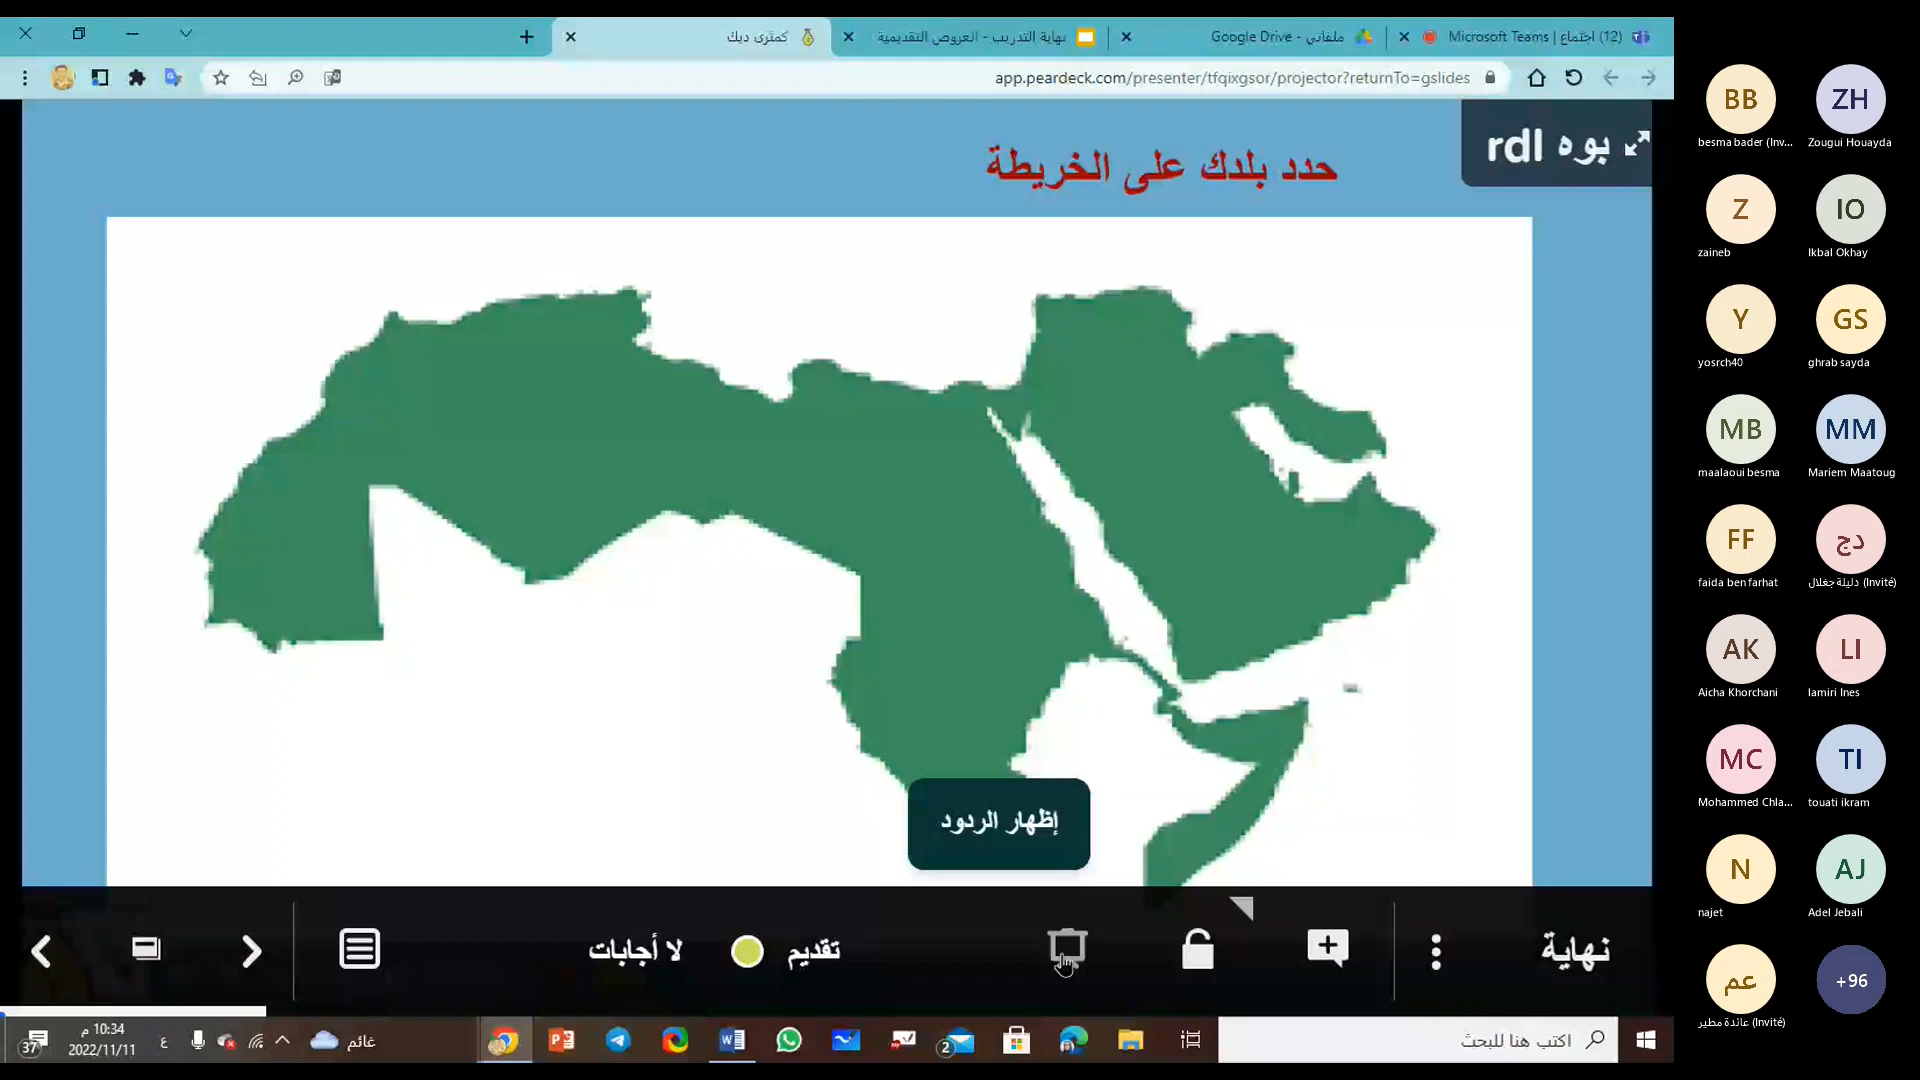 (12) اجتماع | Microsoft Teams
ملفاتي - Google Drive
نهاية التدريب - العروض التقديمية
كمثرى ديك
app.peardeck.com/presenter/tfqixgsor/projector?returnTo=gslides
بوه rdl
حدد بلدك على الخريطة
إظهار الردود
نهاية
تقديم
لا أجابات
اكتب هنا للبحث
2
غائم
ع
10:34 م
2022/11/11
37
BB
besma bader (Inv...
ZH
Zougui Houayda
Z
zaineb
IO
Ikbal Okhay
Y
yosrch40
GS
ghrab sayda
MB
maalaoui besma
MM
Mariem Maatoug
FF
faida ben farhat
دج
دليلة جغلال (Invité)
AK
Aicha Khorchani
LI
lamiri Ines
MC
Mohammed Chla...
TI
touati ikram
N
najet
AJ
Adel Jebali
عم
عائدة مطير (Invité)
+96